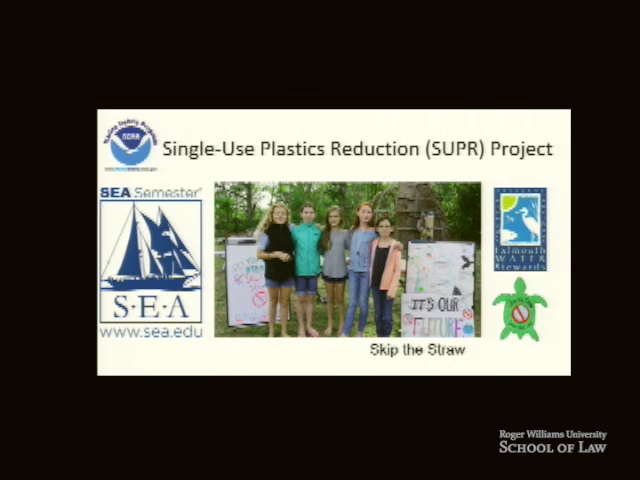 NOAA
Single-Use Plastics Reduction (SUPR) Project
SEA Semester
S·E·A
www.sea.edu
IT'S OUR
FUTURE
Falmouth
WATER
Stewards
Skip the Straw
Roger Williams University
SCHOOL OF LAW